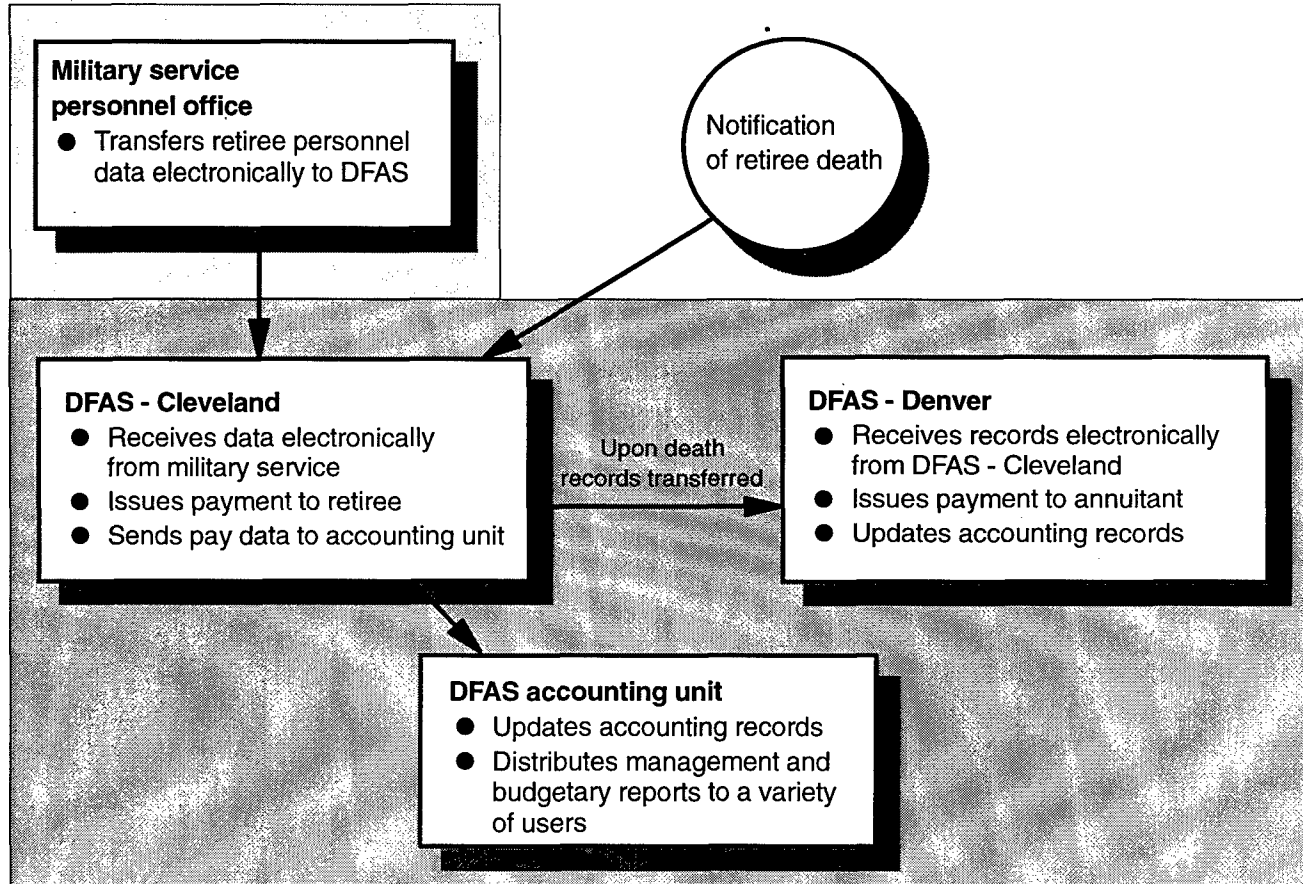 Military service
personnel office
● Transfers retiree personnel
data electronically to DFAS
Notification
of retiree death
DFAS - Cleveland
● Receives data electronically
from military service
● Issues payment to retiree
● Sends pay data to accounting unit
Upon death
records transferred
DFAS - Denver
● Receives records electronically
from DFAS - Cleveland
● Issues payment to annuitant
● Updates accounting records
DFAS accounting unit
● Updates accounting records
● Distributes management and
budgetary reports to a variety
of users